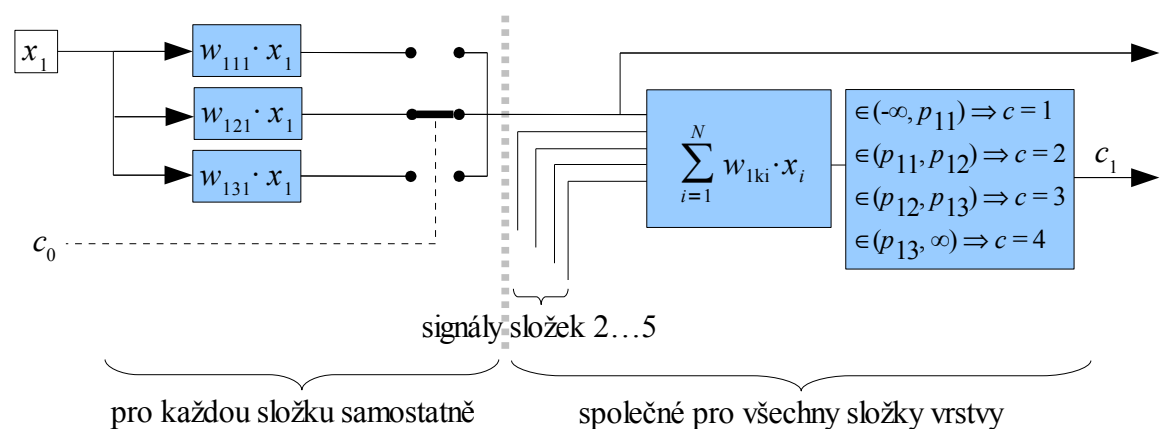 x₁
w₁₁₁ · x₁
w₁₂₁ · x₁
w₁₃₁ · x₁
c₀
∑ᵢ₌₁ᴺ w₁ₖᵢ · xᵢ
∈(-∞, p₁₁) ⇒ c = 1
∈(p₁₁, p₁₂) ⇒ c = 2
∈(p₁₂, p₁₃) ⇒ c = 3
∈(p₁₃, ∞) ⇒ c = 4
c₁
signály složek 2…5
pro každou složku samostatně
společné pro všechny složky vrstvy